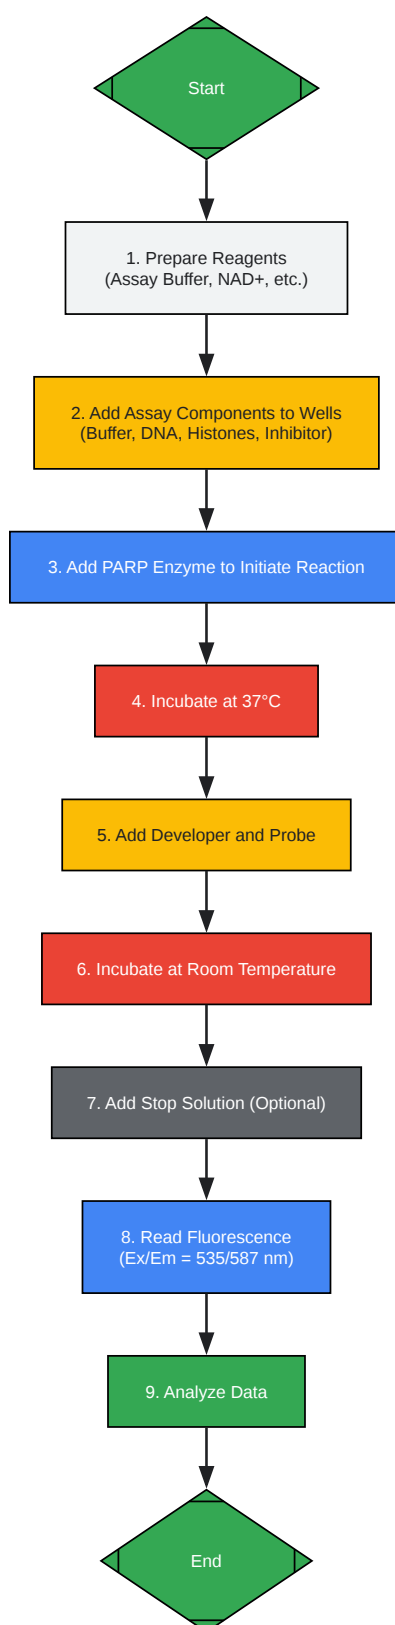 Start
1. Prepare Reagents
(Assay Buffer, NAD+, etc.)
2. Add Assay Components to Wells
(Buffer, DNA, Histones, Inhibitor)
3. Add PARP Enzyme to Initiate Reaction
4. Incubate at 37°C
5. Add Developer and Probe
6. Incubate at Room Temperature
7. Add Stop Solution (Optional)
8. Read Fluorescence
(Ex/Em = 535/587 nm)
9. Analyze Data
End